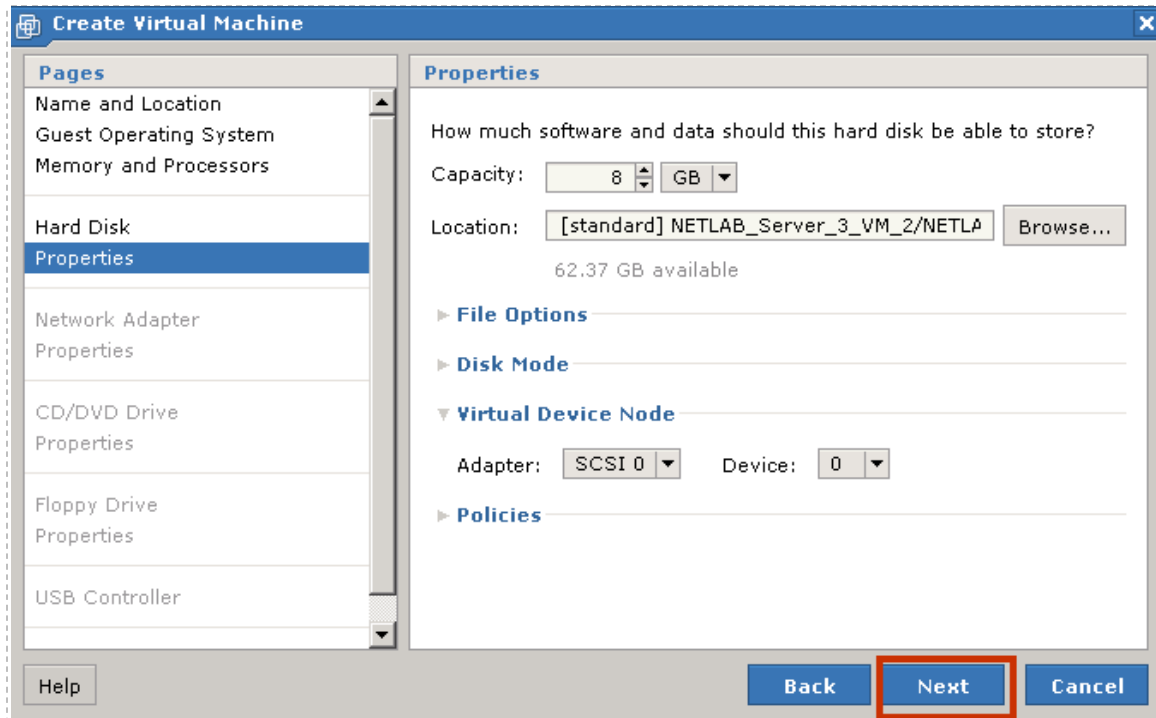 Create Virtual Machine
Pages
Name and Location
Guest Operating System
Memory and Processors
Hard Disk
Properties
Network Adapter
Properties
CD/DVD Drive
Properties
Floppy Drive
Properties
USB Controller
Properties
How much software and data should this hard disk be able to store?
Capacity: 8 GB
Location: [standard] NETLAB_Server_3_VM_2/NETLA Browse...
62.37 GB available
File Options
Disk Mode
Virtual Device Node
Adapter: SCSI 0 Device: 0
Policies
Help Back Next Cancel